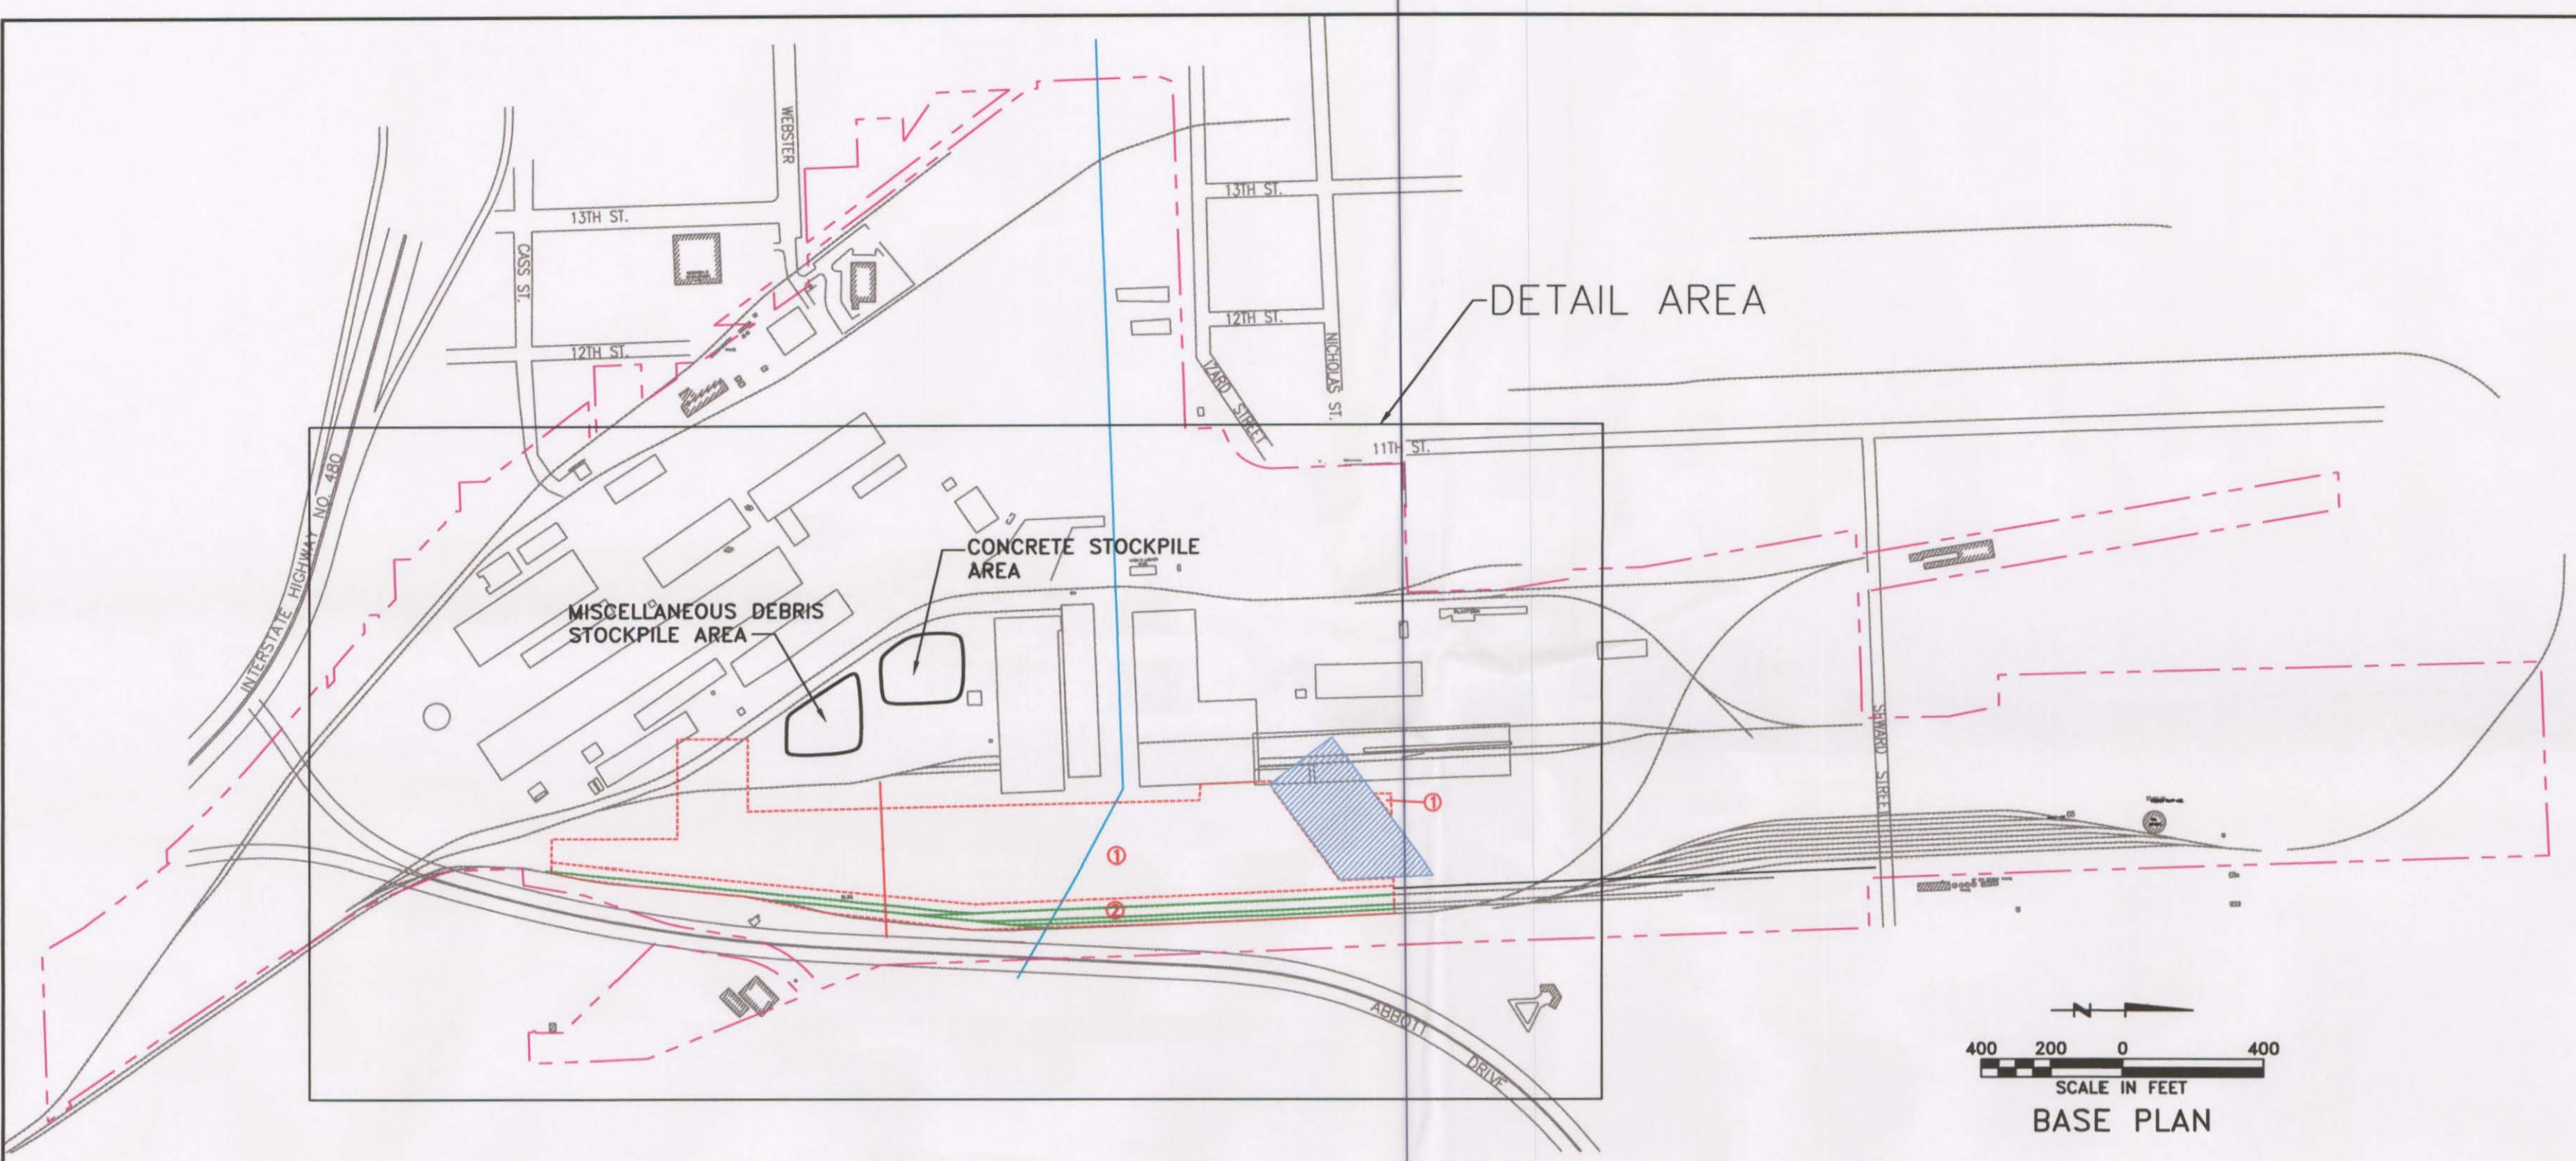 WEBSTER
13TH ST.
13TH ST.
CASS ST.
12TH ST.
12TH ST.
NICHOLAS ST.
IZARD STREET
DETAIL AREA
11TH ST.
INTERSTATE HIGHWAY NO. 480
CONCRETE STOCKPILE
AREA
MISCELLANEOUS DEBRIS
STOCKPILE AREA
SEWARD STREET
1
1
2
ABBOTT DRIVE
N
400 200 0 400
SCALE IN FEET
BASE PLAN